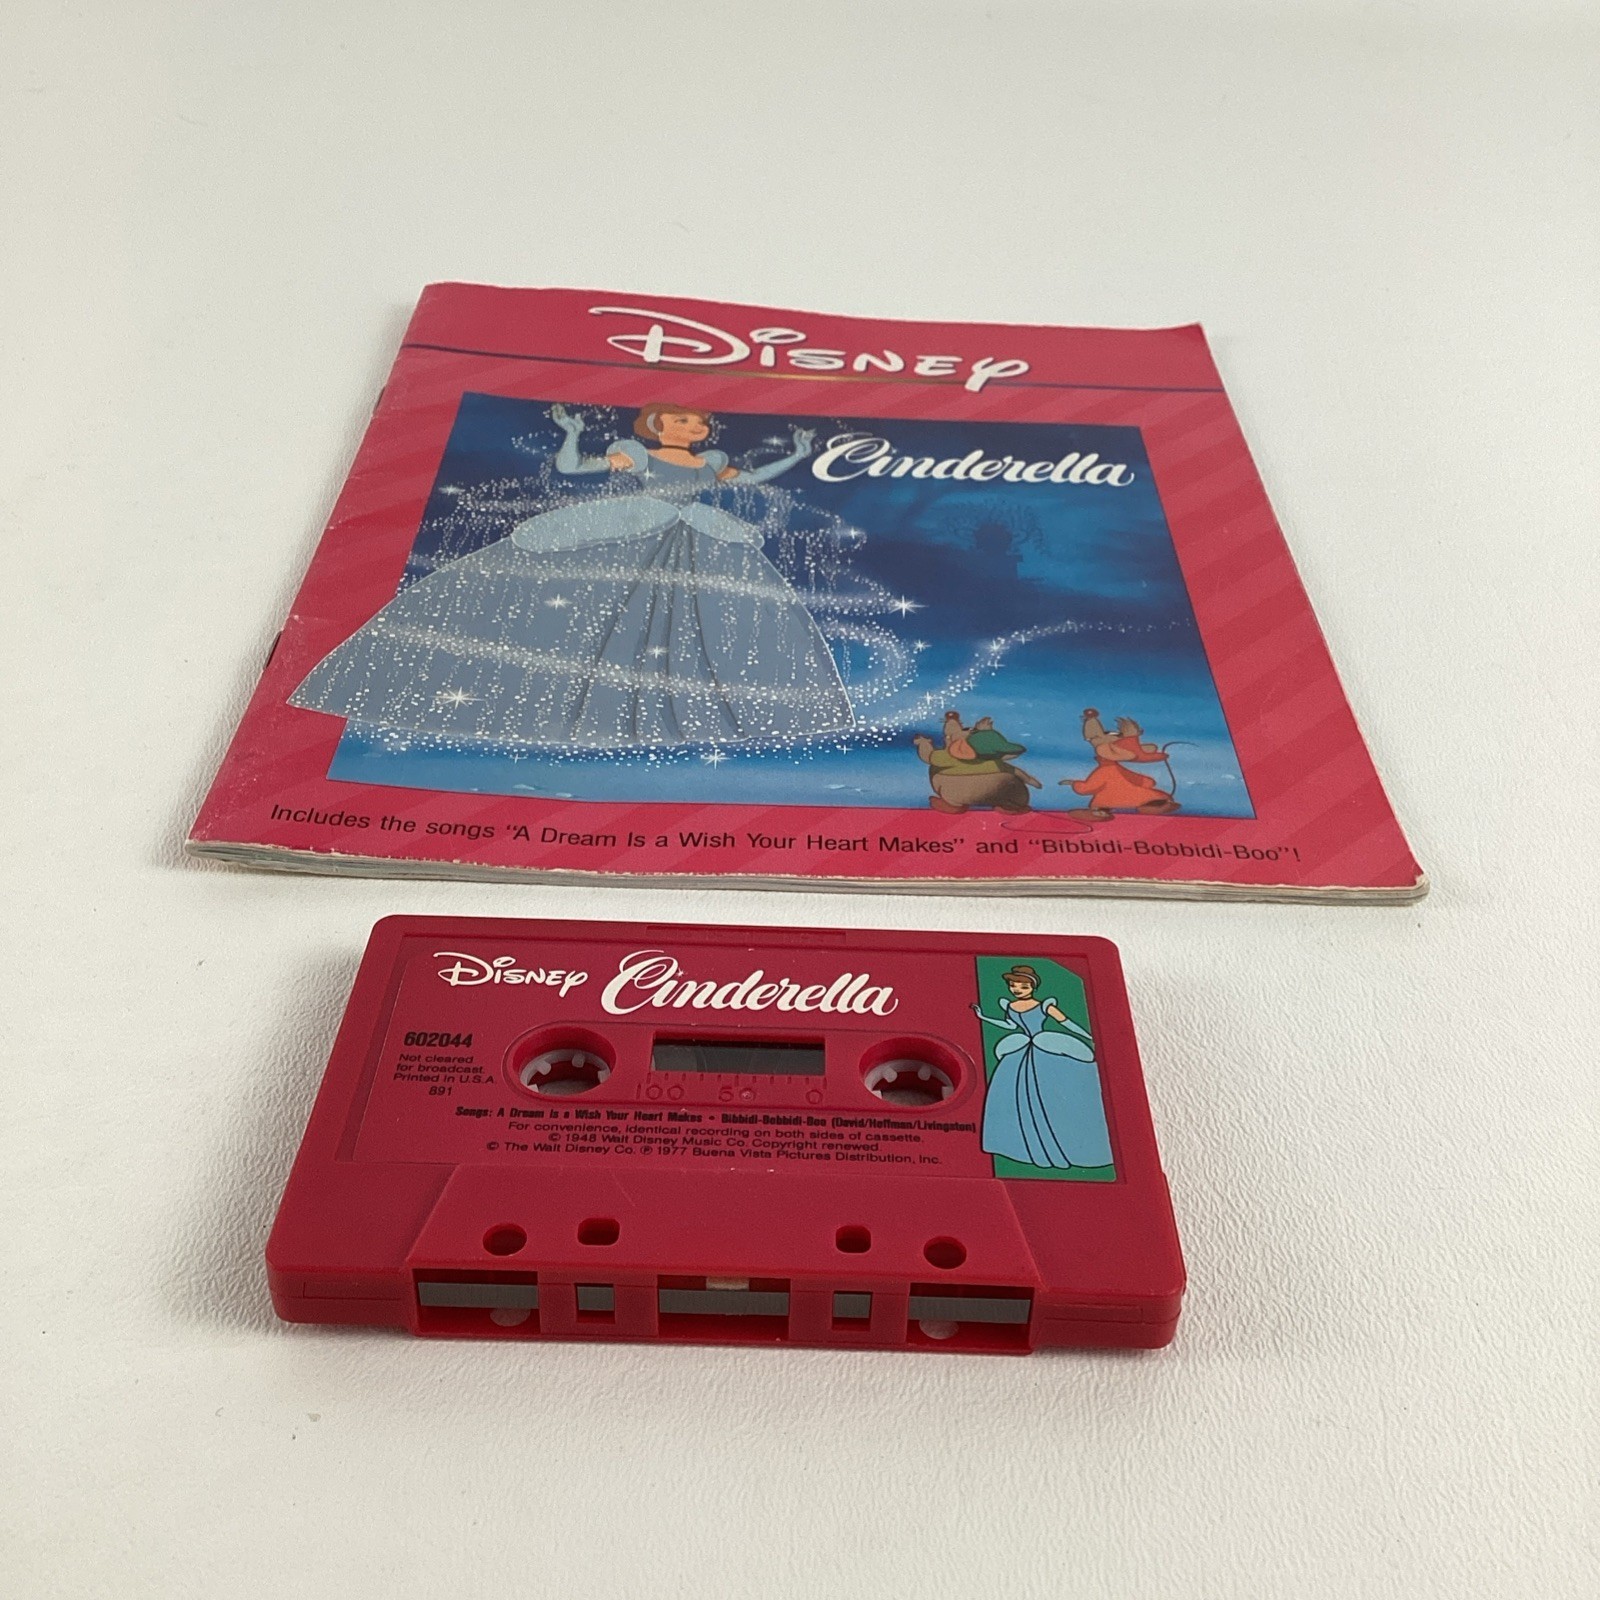 Disney
Cinderella
Includes the songs "A Dream Is a Wish Your Heart Makes" and "Bibbidi-Bobbidi-Boo"!
Disney Cinderella
602044
Not cleared
for broadcast.
Printed in U.S.A.
891
100 50 0
Songs: A Dream Is a Wish Your Heart Makes • Bibbidi-Bobbidi-Boo (David/Hoffman/Livingston)
For convenience, identical recording on both sides of cassette.
© 1948 Walt Disney Music Co. Copyright renewed.
© The Walt Disney Co. ℗ 1977 Buena Vista Pictures Distribution, Inc.